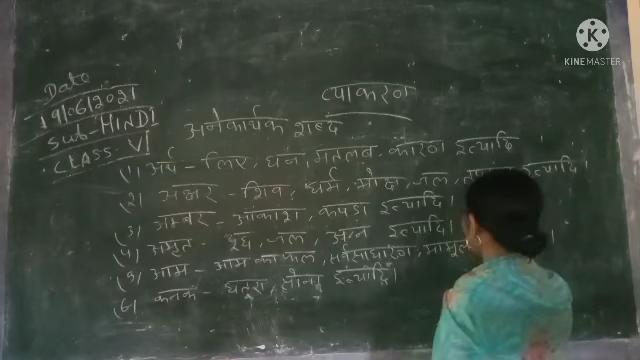 KINEMASTER
Date
19/06/2021
Sub-HINDI
CLASS-VI
व्याकरण
अनेकार्थक शब्द
(1) अर्थ - लिए, धन, मतलब, कारण इत्यादि
(2) अक्षर - शिव, धर्म, मोक्ष, जल, इत्यादि।
(3) अम्बर - आकाश, कपड़ा इत्यादि।
(4) अमृत - दूध, जल, अन्न इत्यादि।
(5) आम - आम का फल, सर्वसाधारण, मामुली
(6) कनक - धतूरा, सोना इत्यादि।